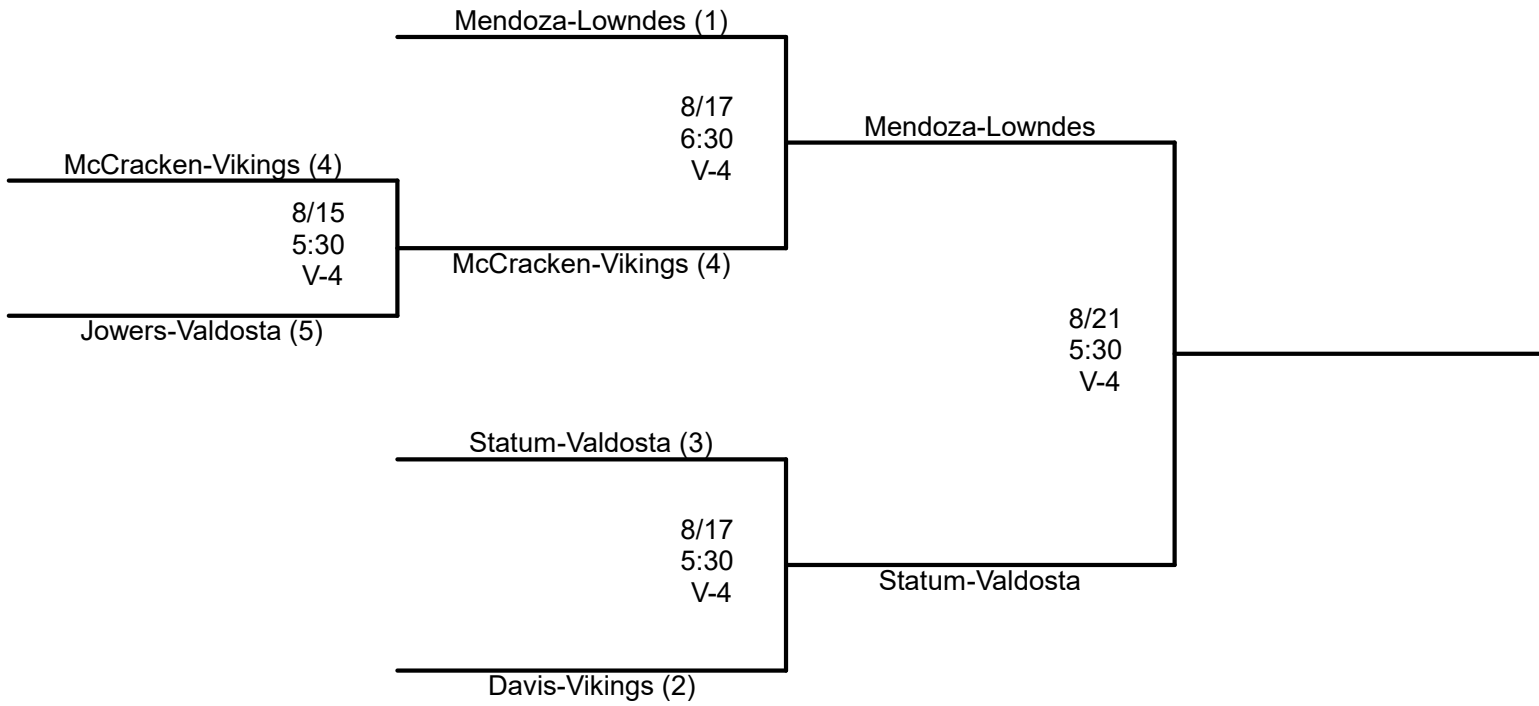 Mendoza-Lowndes (1)
8/17
6:30
V-4
Mendoza-Lowndes
McCracken-Vikings (4)
8/15
5:30
V-4
McCracken-Vikings (4)
Jowers-Valdosta (5)
8/21
5:30
V-4
Statum-Valdosta (3)
8/17
5:30
V-4
Statum-Valdosta
Davis-Vikings (2)